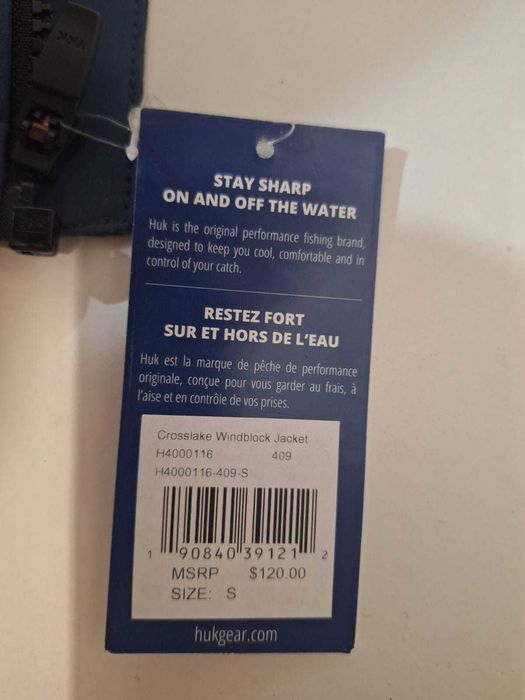 YKK
STAY SHARP
ON AND OFF THE WATER
Huk is the original performance fishing brand,
designed to keep you cool, comfortable and in
control of your catch.
RESTEZ FORT
SUR ET HORS DE L'EAU
Huk est la marque de pêche de performance
originale, conçue pour vous garder au frais, à
l'aise et en contrôle de vos prises.
Crosslake Windblock Jacket
H4000116 409
H4000116-409-S
1 90840 39121 2
MSRP $120.00
SIZE: S
hukgear.com